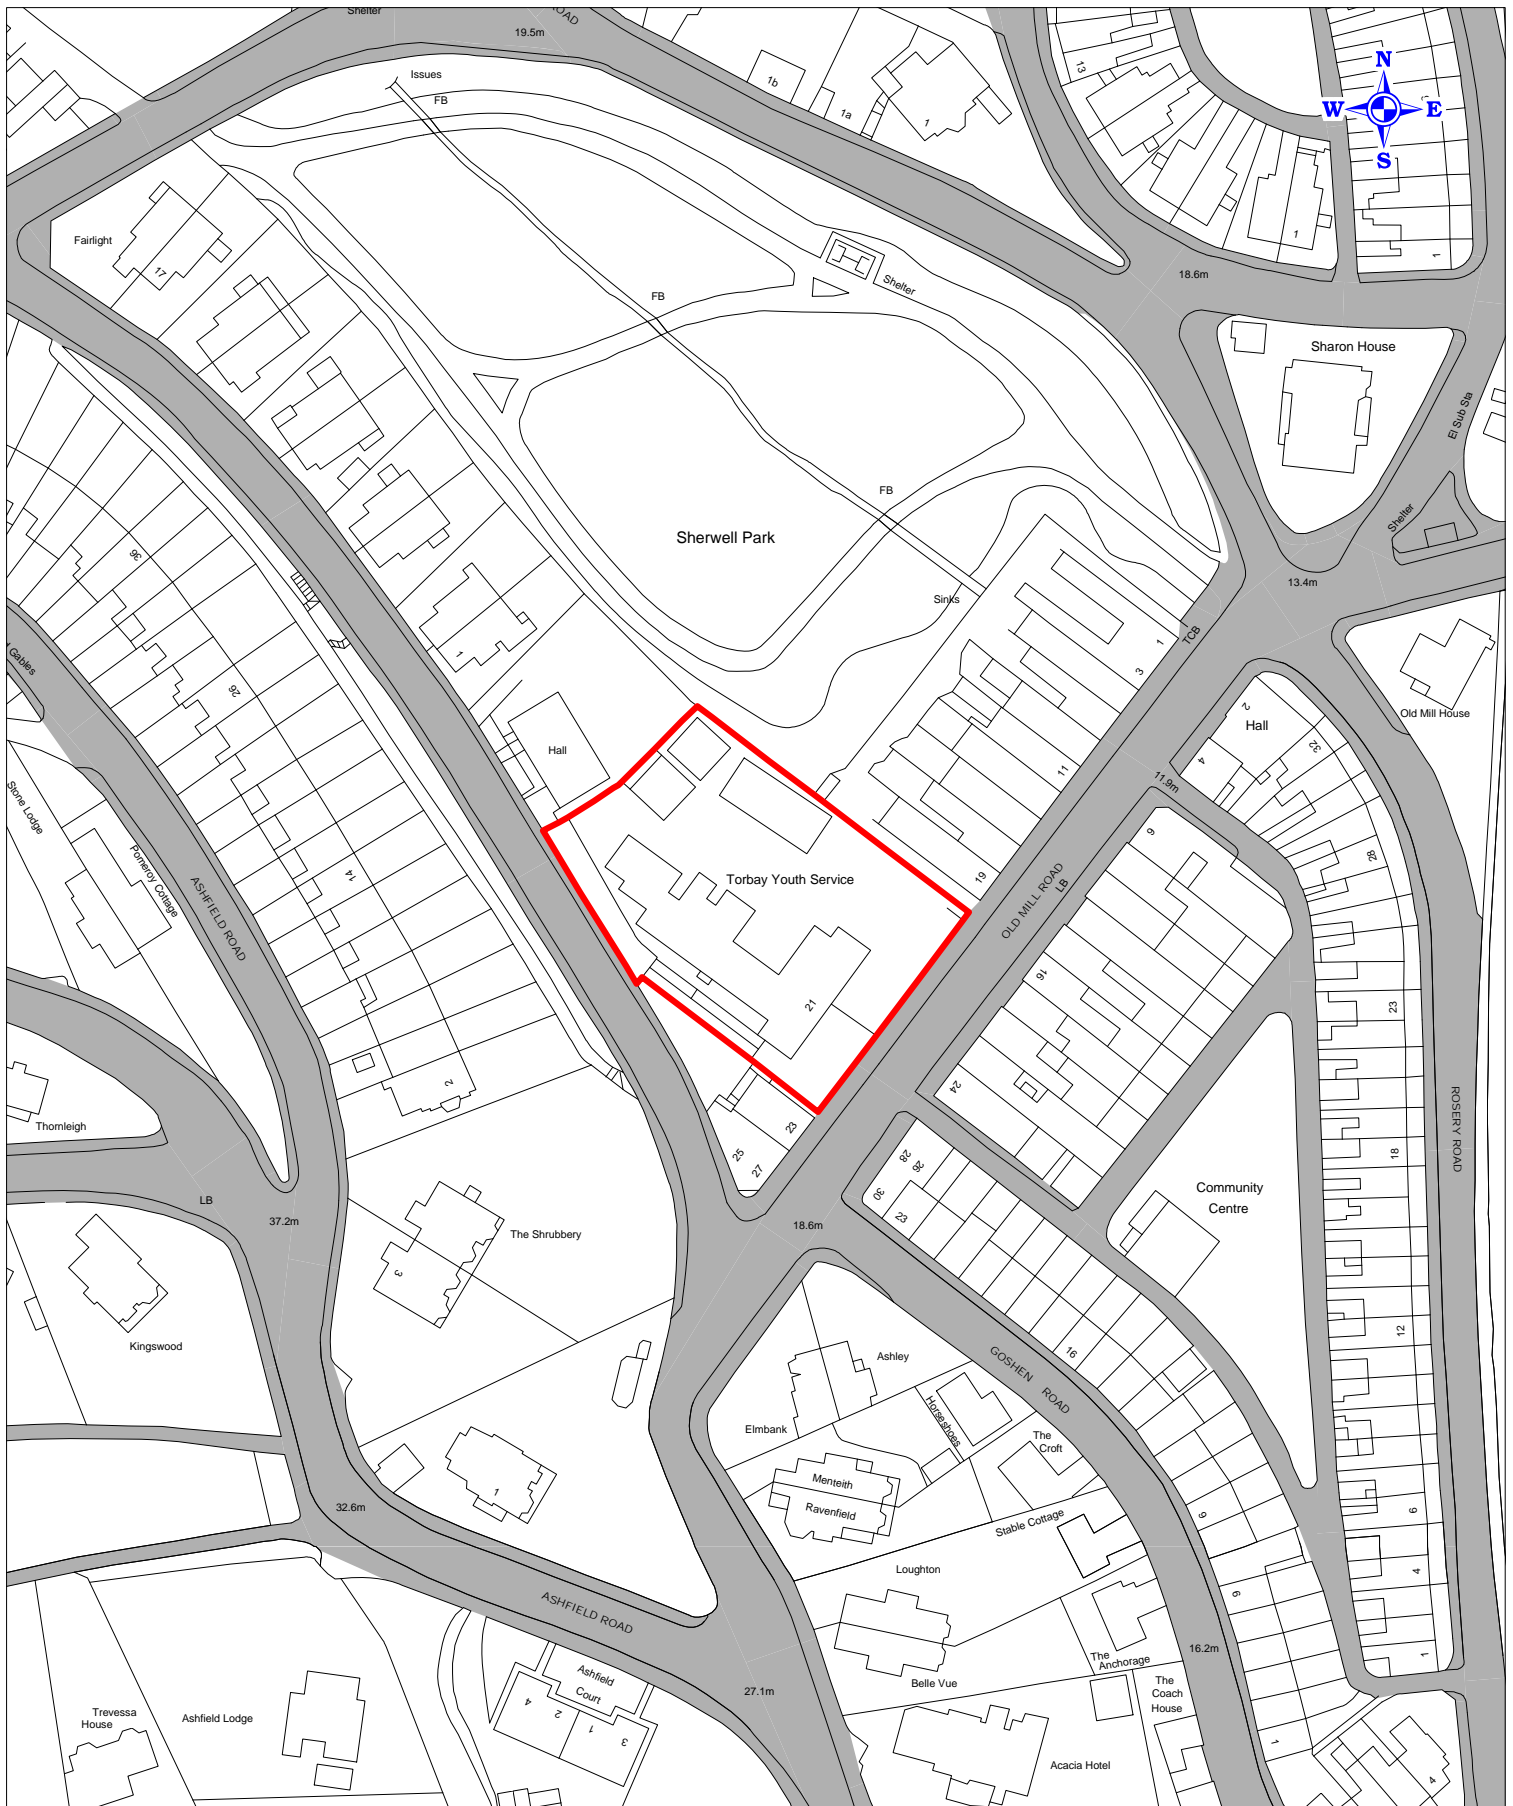 Shelter
ROAD
19.5m
Issues
FB
1b
1a
1
13
N
W
E
S
1
1
18.6m
Fairlight
17
Shelter
FB
Sharon House
El Sub Sta
FB
Shelter
Sherwell Park
36
13.4m
Sinks
1
TCB
3
Gables
1
26
2
Hall
Old Mill House
32
Hall
4
11
11.9m
Stone Lodge
9
28
Pomeroy Cottage
14
Torbay Youth Service
19
LB
OLD MILL ROAD
ASHFIELD ROAD
16
21
23
2
24
Thornleigh
23
25
27
28
26
18
ROSERY ROAD
30
23
Community
Centre
LB
37.2m
18.6m
The Shrubbery
3
Kingswood
12
Ashley
16
GOSHEN ROAD
Elmbank
Horseshoes
The
Croft
Menteith
Ravenfield
1
32.6m
Stable Cottage
9
6
Loughton
4
6
ASHFIELD ROAD
16.2m
1
The
Anchorage
Ashfield
Court
Belle Vue
27.1m
The
Coach
House
4
2
1
3
Trevessa
House
Ashfield Lodge
1
Acacia Hotel
4